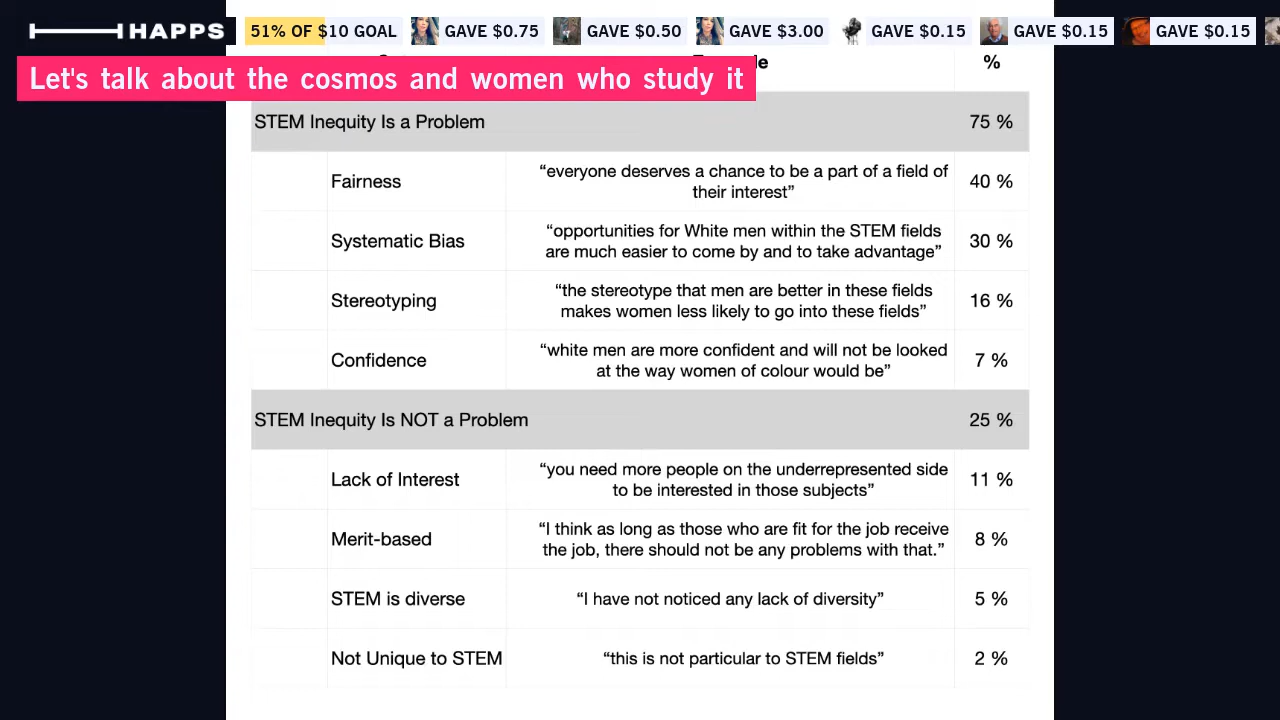 HAPPS
51% OF $10 GOAL
GAVE $0.75
GAVE $0.50
GAVE $3.00
GAVE $0.15
GAVE $0.15
GAVE $0.15
Let's talk about the cosmos and women who study it
%
STEM Inequity Is a Problem 75 %
Fairness “everyone deserves a chance to be a part of a field of
their interest” 40 %
Systematic Bias “opportunities for White men within the STEM fields
are much easier to come by and to take advantage” 30 %
Stereotyping “the stereotype that men are better in these fields
makes women less likely to go into these fields” 16 %
Confidence “white men are more confident and will not be looked
at the way women of colour would be” 7 %
STEM Inequity Is NOT a Problem 25 %
Lack of Interest “you need more people on the underrepresented side
to be interested in those subjects” 11 %
Merit-based “I think as long as those who are fit for the job receive
the job, there should not be any problems with that.” 8 %
STEM is diverse “I have not noticed any lack of diversity” 5 %
Not Unique to STEM “this is not particular to STEM fields” 2 %